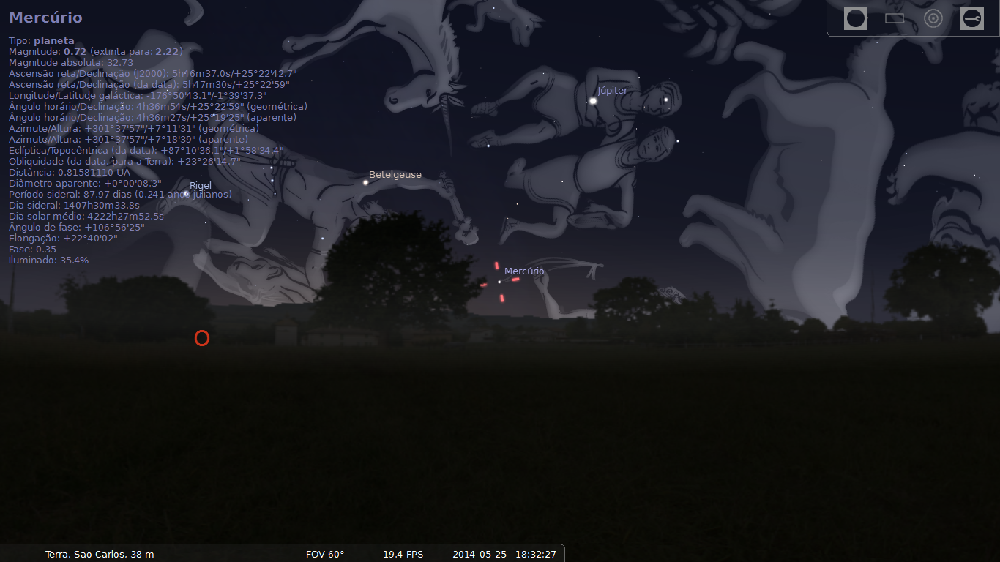 Mercúrio
Tipo: planeta
Magnitude: 0.72 (extinta para: 2.22)
Magnitude absoluta: 32.73
Ascensão reta/Declinação (J2000): 5h46m37.0s/+25°22'42.7"
Ascensão reta/Declinação (da data): 5h47m30s/+25°22'59"
Longitude/Latitude galáctica: -176°50'43.1"/-1°39'37.3"
Ângulo horário/Declinação: 4h36m54s/+25°22'59" (geométrica)
Ângulo horário/Declinação: 4h36m27s/+25°19'25" (aparente)
Azimute/Altura: +301°37'57"/+7°11'31" (geométrica)
Azimute/Altura: +301°37'57"/+7°18'39" (aparente)
Eclíptica/Topocêntrica (da data): +87°10'36.1"/+1°58'34.4"
Obliquidade (da data, para a Terra): +23°26'14.7"
Distância: 0.81581110 UA
Diâmetro aparente: +0°00'08.3"
Período sideral: 87.97 dias (0.241 anos julianos)
Dia sideral: 1407h30m33.8s
Dia solar médio: 4222h27m52.5s
Ângulo de fase: +106°56'25"
Elongação: +22°40'02"
Fase: 0.35
Iluminado: 35.4%
Júpiter
Betelgeuse
Rigel
Mercúrio
O
Terra, Sao Carlos, 38 m FOV 60° 19.4 FPS 2014-05-25 18:32:27